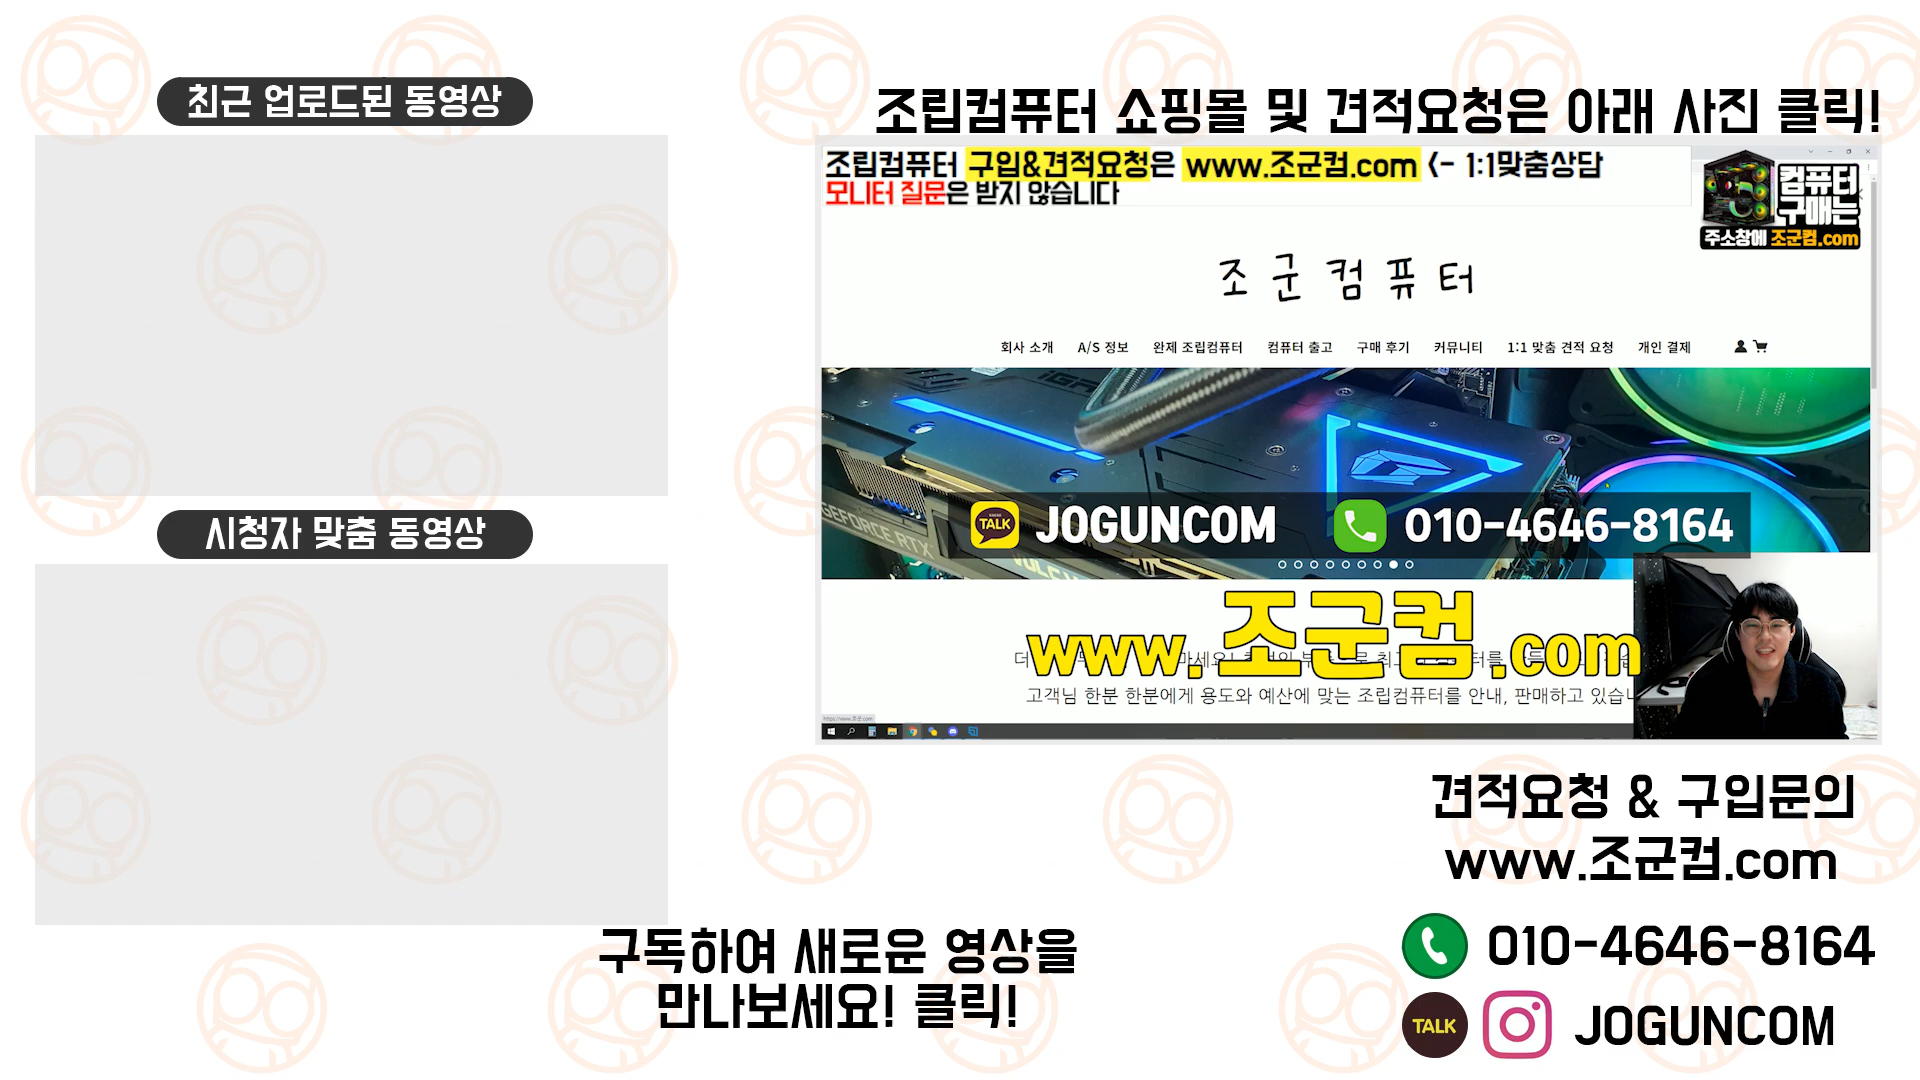 최근 업로드된 동영상
시청자 맞춤 동영상
구독하여 새로운 영상을
만나보세요! 클릭!
조립컴퓨터 쇼핑몰 및 견적요청은 아래 사진 클릭!
조립컴퓨터 구입&견적요청은 www.조군컴.com <- 1:1맞춤상담
모니터 질문은 받지 않습니다
컴퓨터
구매는
주소창에 조군컴.com
조군컴퓨터
회사 소개 A/S 정보 완제 조립컴퓨터 컴퓨터 출고 구매 후기 커뮤니티 1:1 맞춤 견적 요청 개인 결제
GEFORCE RTX
TALK JOGUNCOM 010-4646-8164
www.조군컴.com
고객님 한분 한분에게 용도와 예산에 맞는 조립컴퓨터를 안내, 판매하고 있습니
견적요청 & 구입문의
www.조군컴.com
010-4646-8164
TALK JOGUNCOM